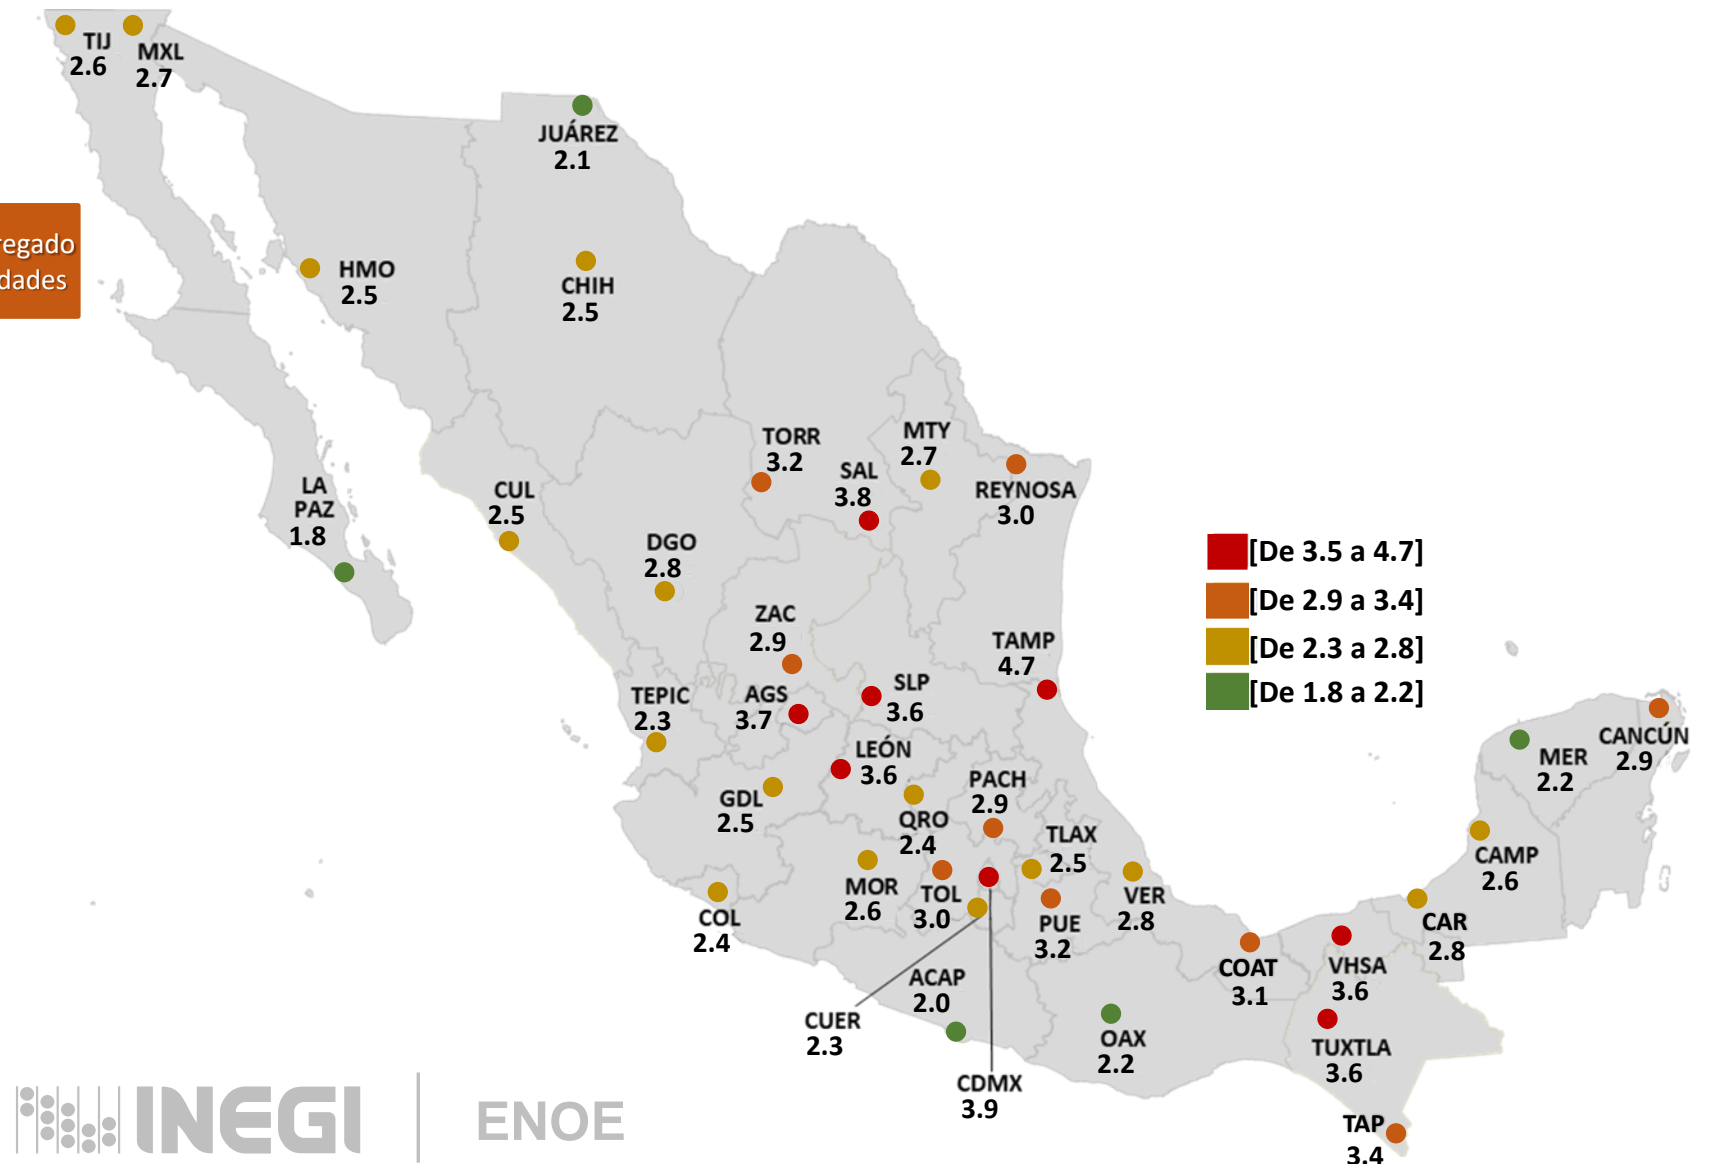 TIJ
2.6
MXL
2.7
JUÁREZ
2.1
HMO
2.5
CHIH
2.5
TORR
3.2
MTY
2.7
SAL
3.8
REYNOSA
3.0
LA
PAZ
1.8
CUL
2.5
DGO
2.8
[De 3.5 a 4.7]
[De 2.9 a 3.4]
[De 2.3 a 2.8]
[De 1.8 a 2.2]
ZAC
2.9
TAMP
4.7
TEPIC
2.3
AGS
3.7
SLP
3.6
LEÓN
3.6
PACH
2.9
CANCÚN
2.9
MER
2.2
GDL
2.5
QRO
2.4
TLAX
2.5
CAMP
2.6
MOR
2.6
TOL
3.0
VER
2.8
COL
2.4
PUE
3.2
CAR
2.8
ACAP
2.0
COAT
3.1
VHSA
3.6
CUER
2.3
OAX
2.2
TUXTLA
3.6
CDMX
3.9
TAP
3.4
INEGI
ENOE